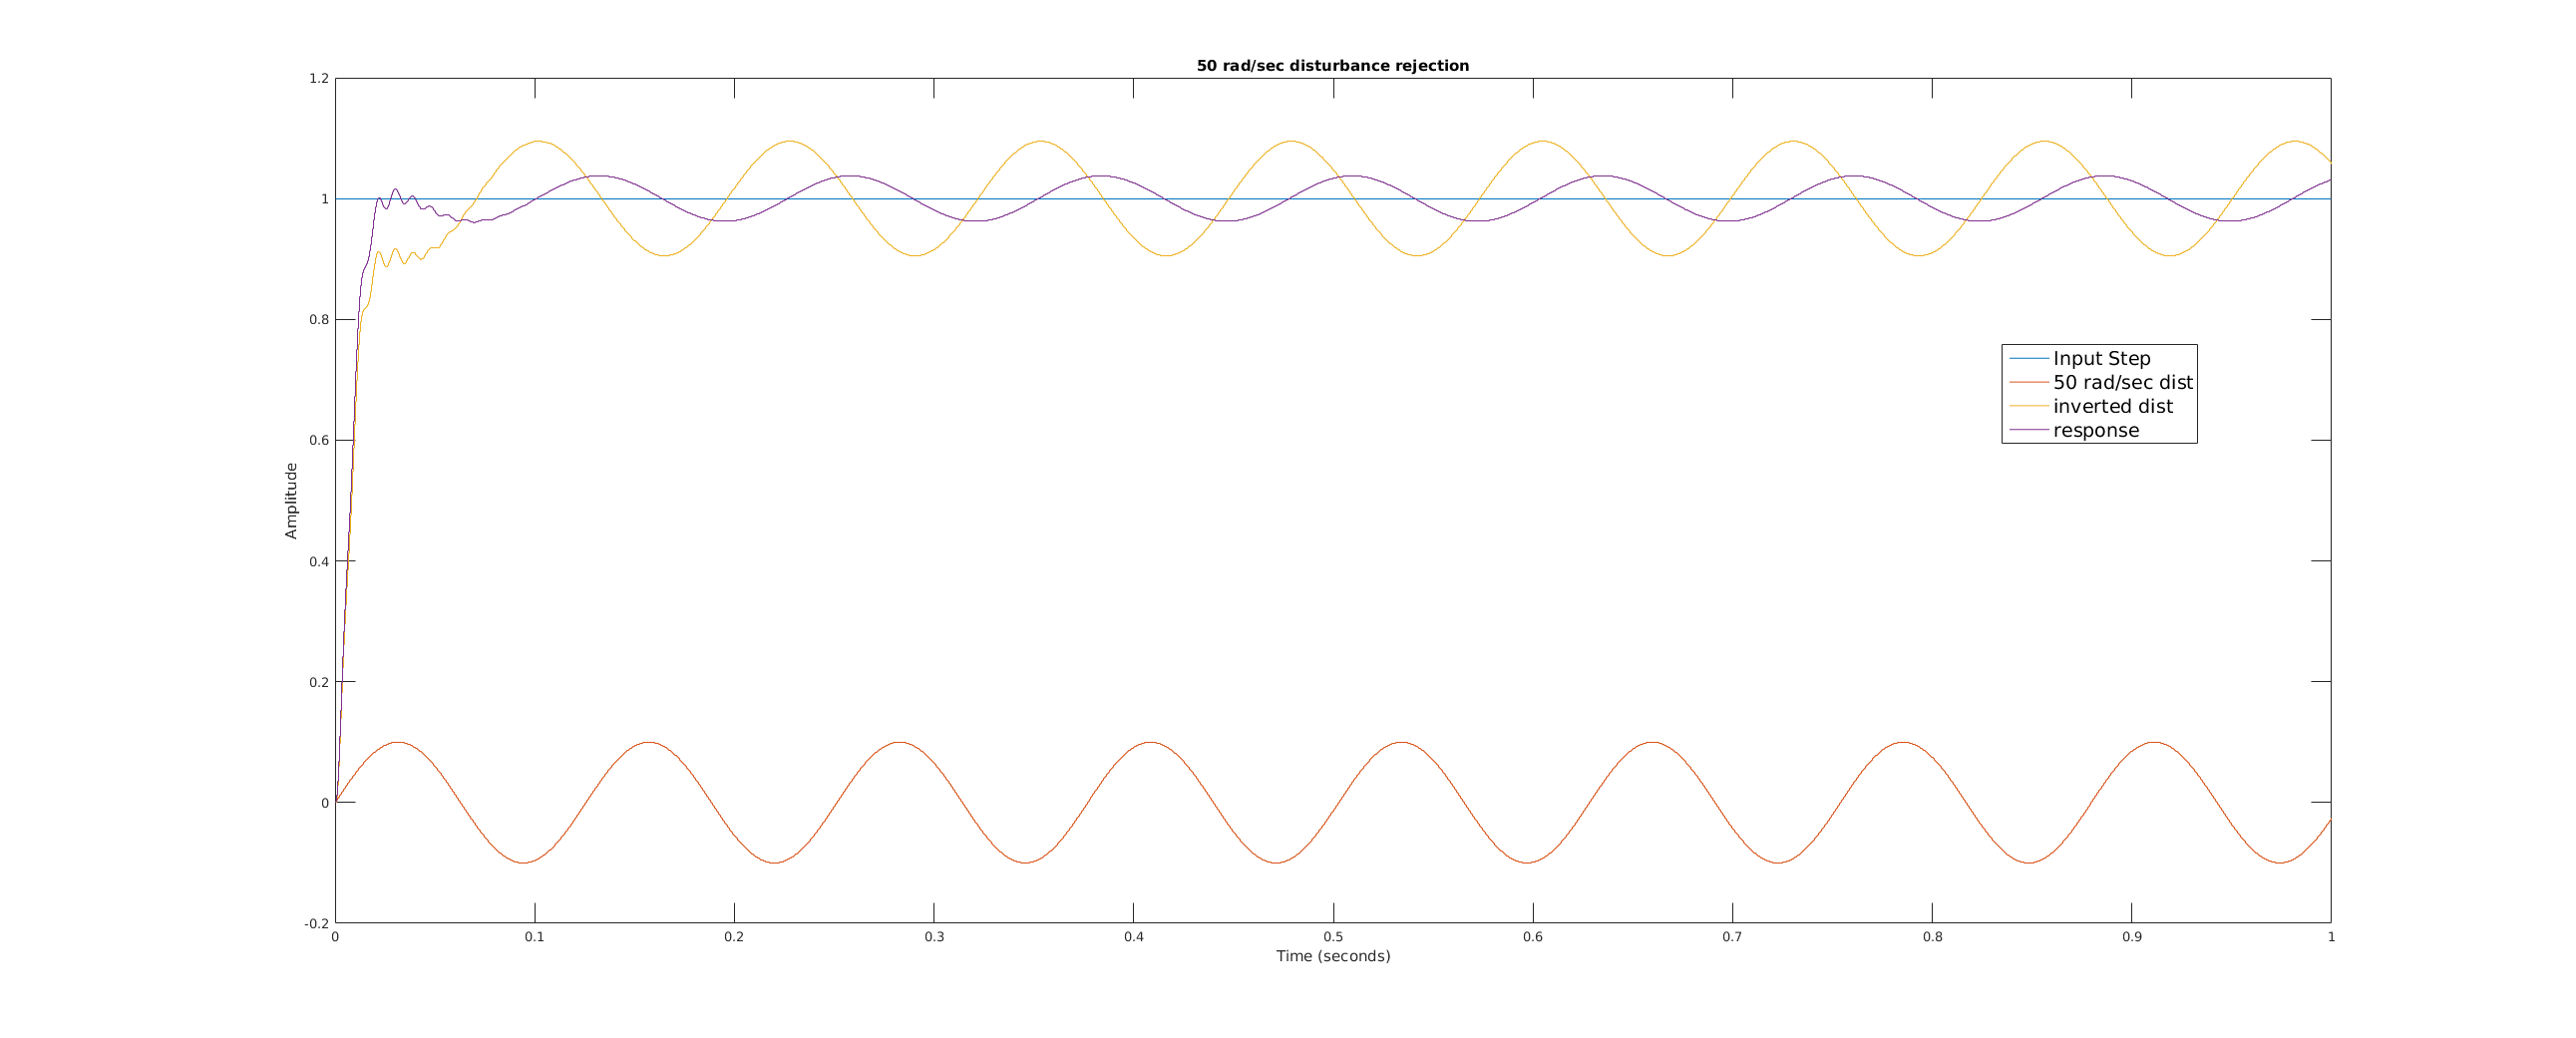 50 rad/sec disturbance rejection
1.2
1
0.8
0.6
0.4
0.2
0
-0.2
Amplitude
Input Step
50 rad/sec dist
inverted dist
response
0 0.1 0.2 0.3 0.4 0.5 0.6 0.7 0.8 0.9 1
Time (seconds)